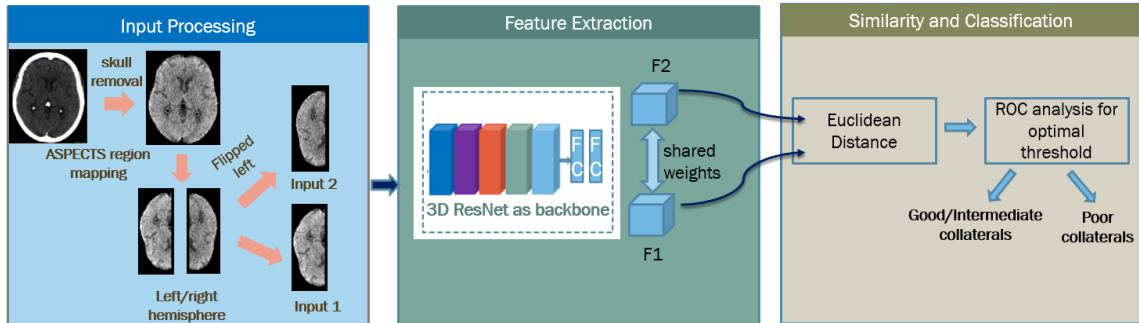 Input Processing
skull
removal
ASPECTS region
mapping
Flipped
left
Input 2
Left/right
hemisphere
Input 1
Feature Extraction
FC
FC
3D ResNet as backbone
F2
shared
weights
F1
Similarity and Classification
Euclidean
Distance
ROC analysis for
optimal
threshold
Good/Intermediate
collaterals
Poor
collaterals